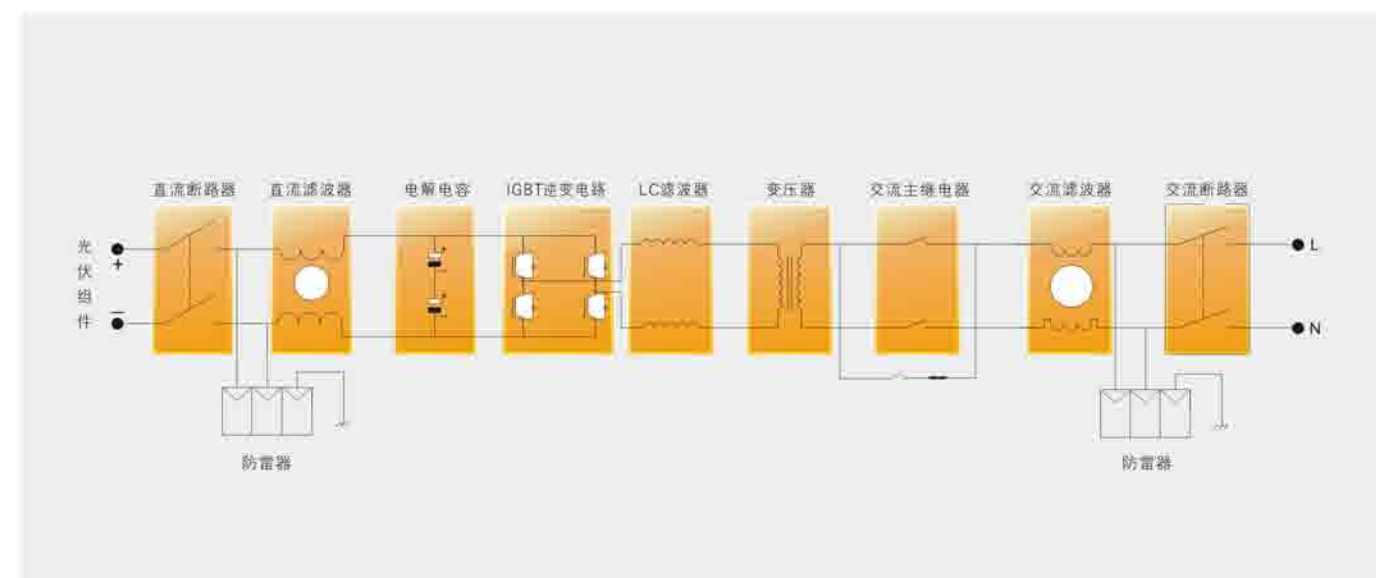 直流断路器
直流滤波器
电解电容
IGBT逆变电路
LC滤波器
变压器
交流主继电器
交流滤波器
交流断路器
光伏组件
+
−
L
N
防雷器
防雷器